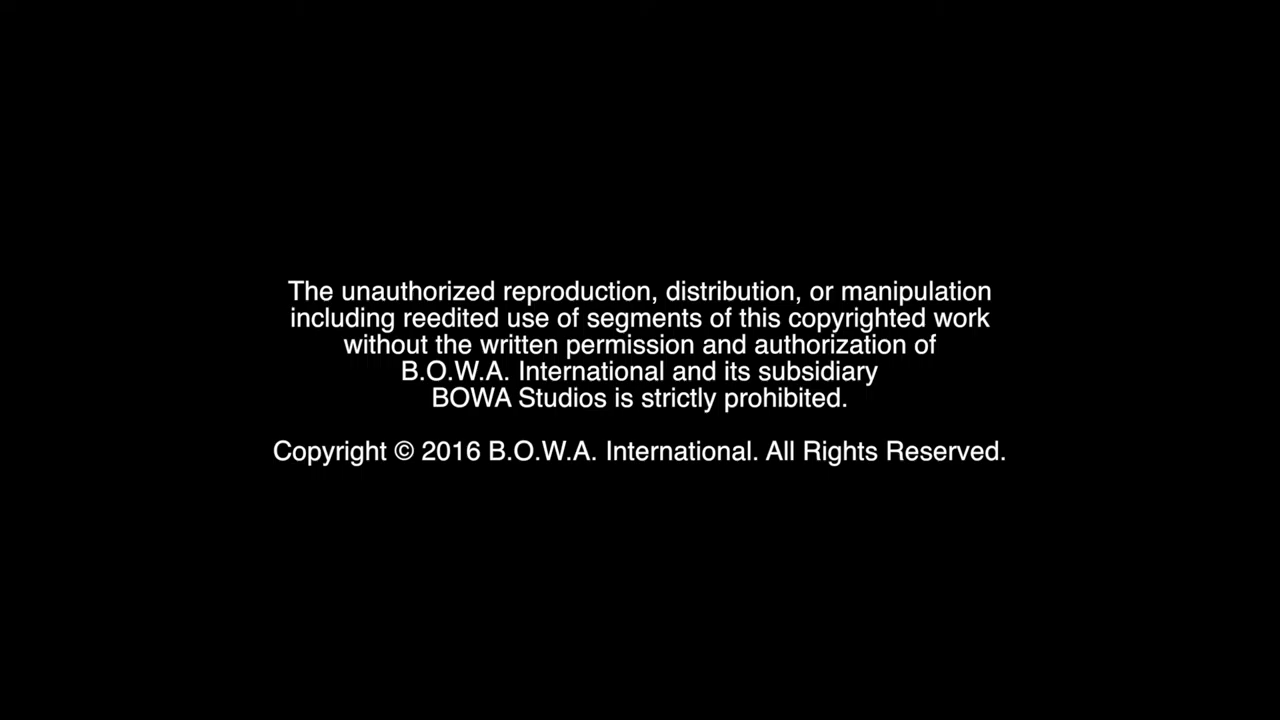 The unauthorized reproduction, distribution, or manipulation
including reedited use of segments of this copyrighted work
without the written permission and authorization of
B.O.W.A. International and its subsidiary
BOWA Studios is strictly prohibited.
Copyright © 2016 B.O.W.A. International. All Rights Reserved.